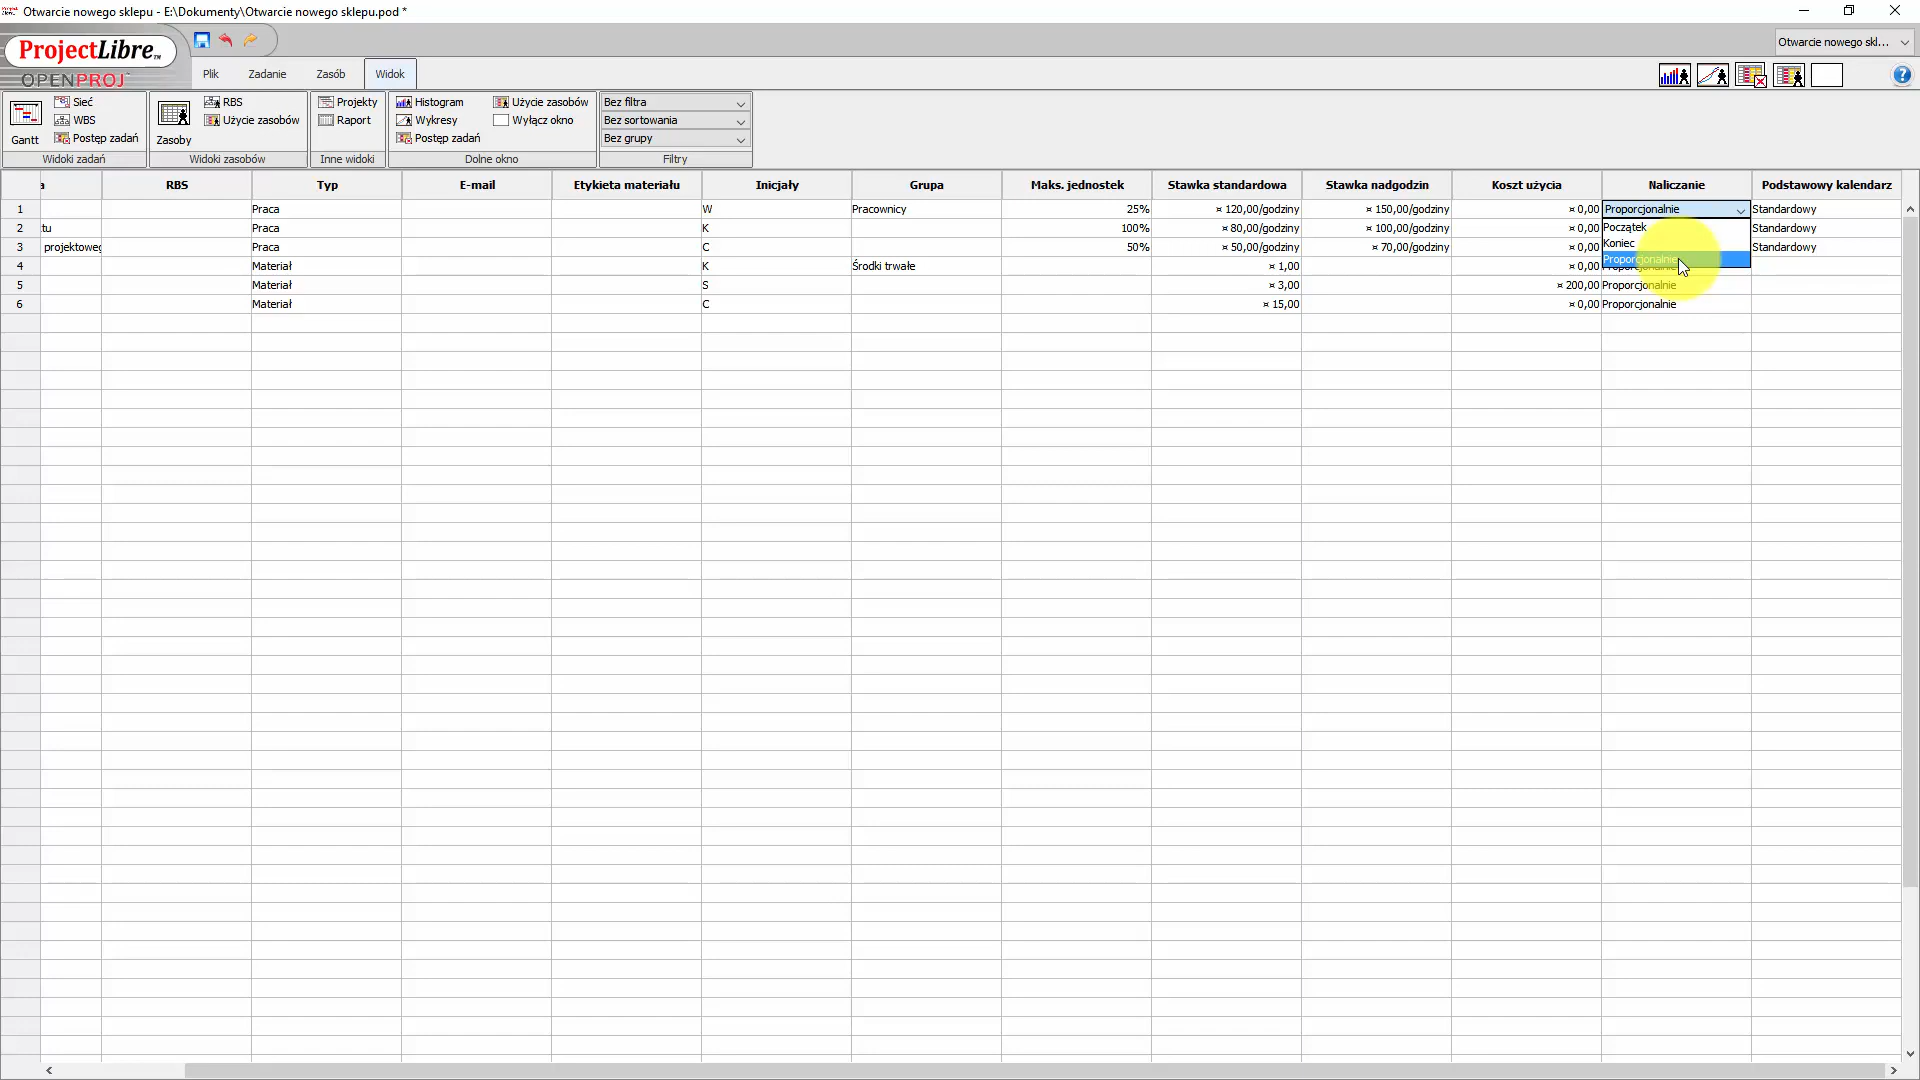 Otwarcie nowego sklepu - E:\Dokumenty\Otwarcie nowego sklepu.pod *
ProjectLibre TM
OPENPROJ
Otwarcie nowego skl...
Plik Zadanie Zasób Widok
Gantt
Sieć
WBS
Postęp zadań
Widoki zadań
Zasoby
RBS
Użycie zasobów
Widoki zasobów
Projekty
Raport
Inne widoki
Histogram
Wykresy
Postęp zadań
Użycie zasobów
Wyłącz okno
Dolne okno
Bez filtra
Bez sortowania
Bez grupy
Filtry
a RBS Typ E-mail Etykieta materiału Inicjały Grupa Maks. jednostek Stawka standardowa Stawka nadgodzin Koszt użycia Naliczanie Podstawowy kalendarz
1 Praca W Pracownicy 25% ¤ 120,00/godziny ¤ 150,00/godziny ¤ 0,00 Proporcjonalnie Standardowy
2 tu Praca K 100% ¤ 80,00/godziny ¤ 100,00/godziny ¤ 0,00 Początek Standardowy
3 projektoweg Praca C 50% ¤ 50,00/godziny ¤ 70,00/godziny ¤ 0,00 Koniec Standardowy
Proporcjonalnie
4 Materiał K Środki trwałe ¤ 1,00 ¤ 0,00 Proporcjonalnie
5 Materiał S ¤ 3,00 ¤ 200,00 Proporcjonalnie
6 Materiał C ¤ 15,00 ¤ 0,00 Proporcjonalnie